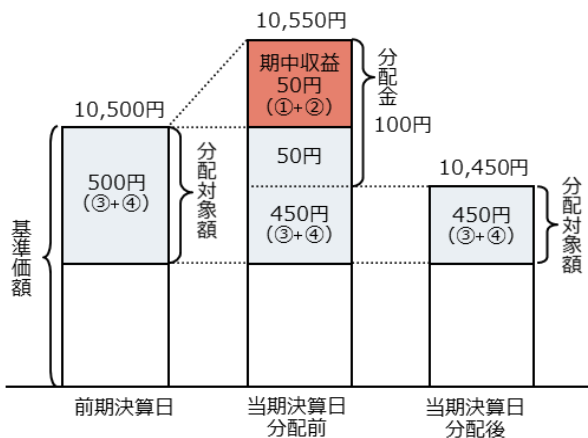 10,550円
期中収益
50円
(①+②)
分配金
100円
10,500円
50円
10,450円
500円
(③+④)
分配対象額
450円
(③+④)
450円
(③+④)
分配対象額
基準価額
前期決算日
当期決算日
分配前
当期決算日
分配後